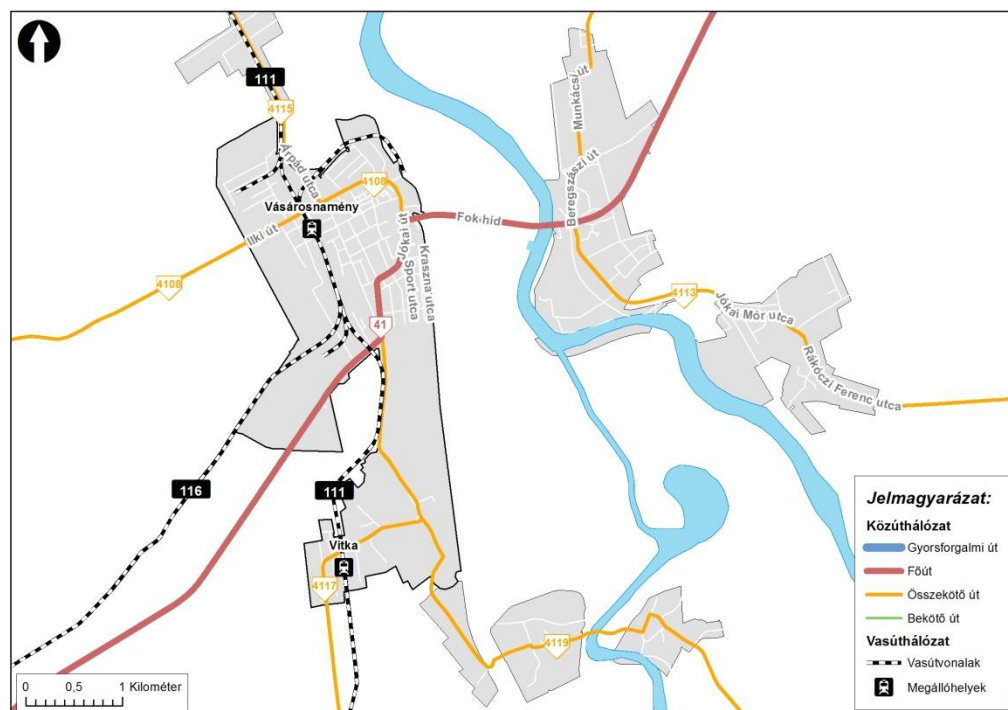 111
4115
Árpád utca
4108
Vásárosnamény
Ilki út
4108
Jókai út
Sport utca
Kraszna utca
Fok-híd
Munkácsi út
Beregszászi út
4113
Jókai Mór utca
Rákóczi Ferenc utca
41
116
111
Vitka
4117
4119
0 0,5 1 Kilométer
Jelmagyarázat:
Közúthálózat
Gyorsforgalmi út
Főút
Összekötő út
Bekötő út
Vasúthálózat
Vasútvonalak
Megállóhelyek